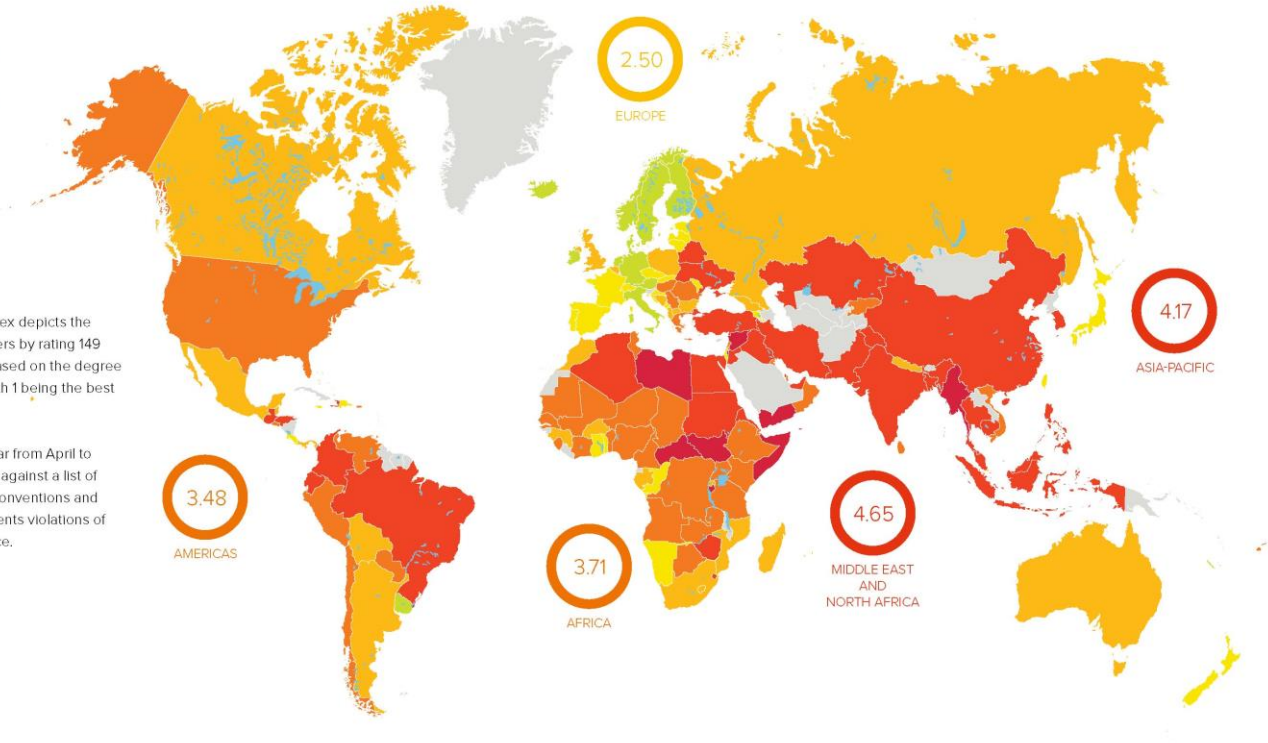 2.50
EUROPE
ex depicts the
ers by rating 149
ased on the degree
h 1 being the best
4.17
ASIA-PACIFIC
ar from April to
against a list of
onventions and
ents violations of
ce.
3.48
AMERICAS
3.71
AFRICA
4.65
MIDDLE EAST
AND
NORTH AFRICA